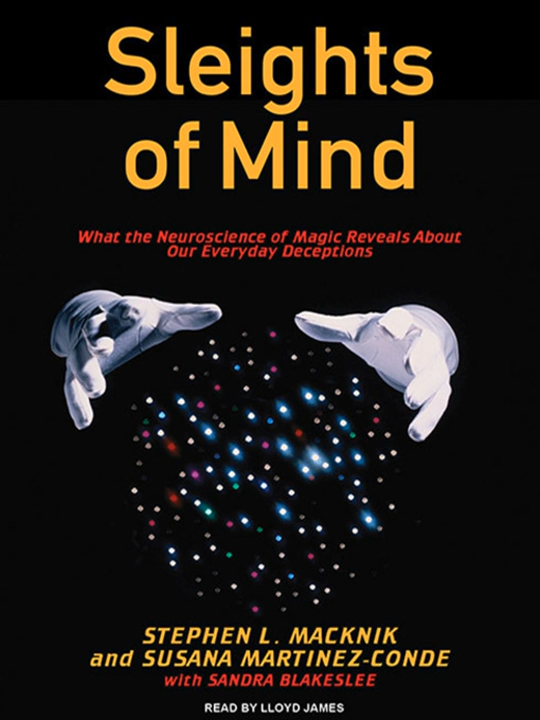 Sleights
of Mind
What the Neuroscience of Magic Reveals About
Our Everyday Deceptions
STEPHEN L. MACKNIK
and SUSANA MARTINEZ-CONDE
with SANDRA BLAKESLEE
READ BY LLOYD JAMES